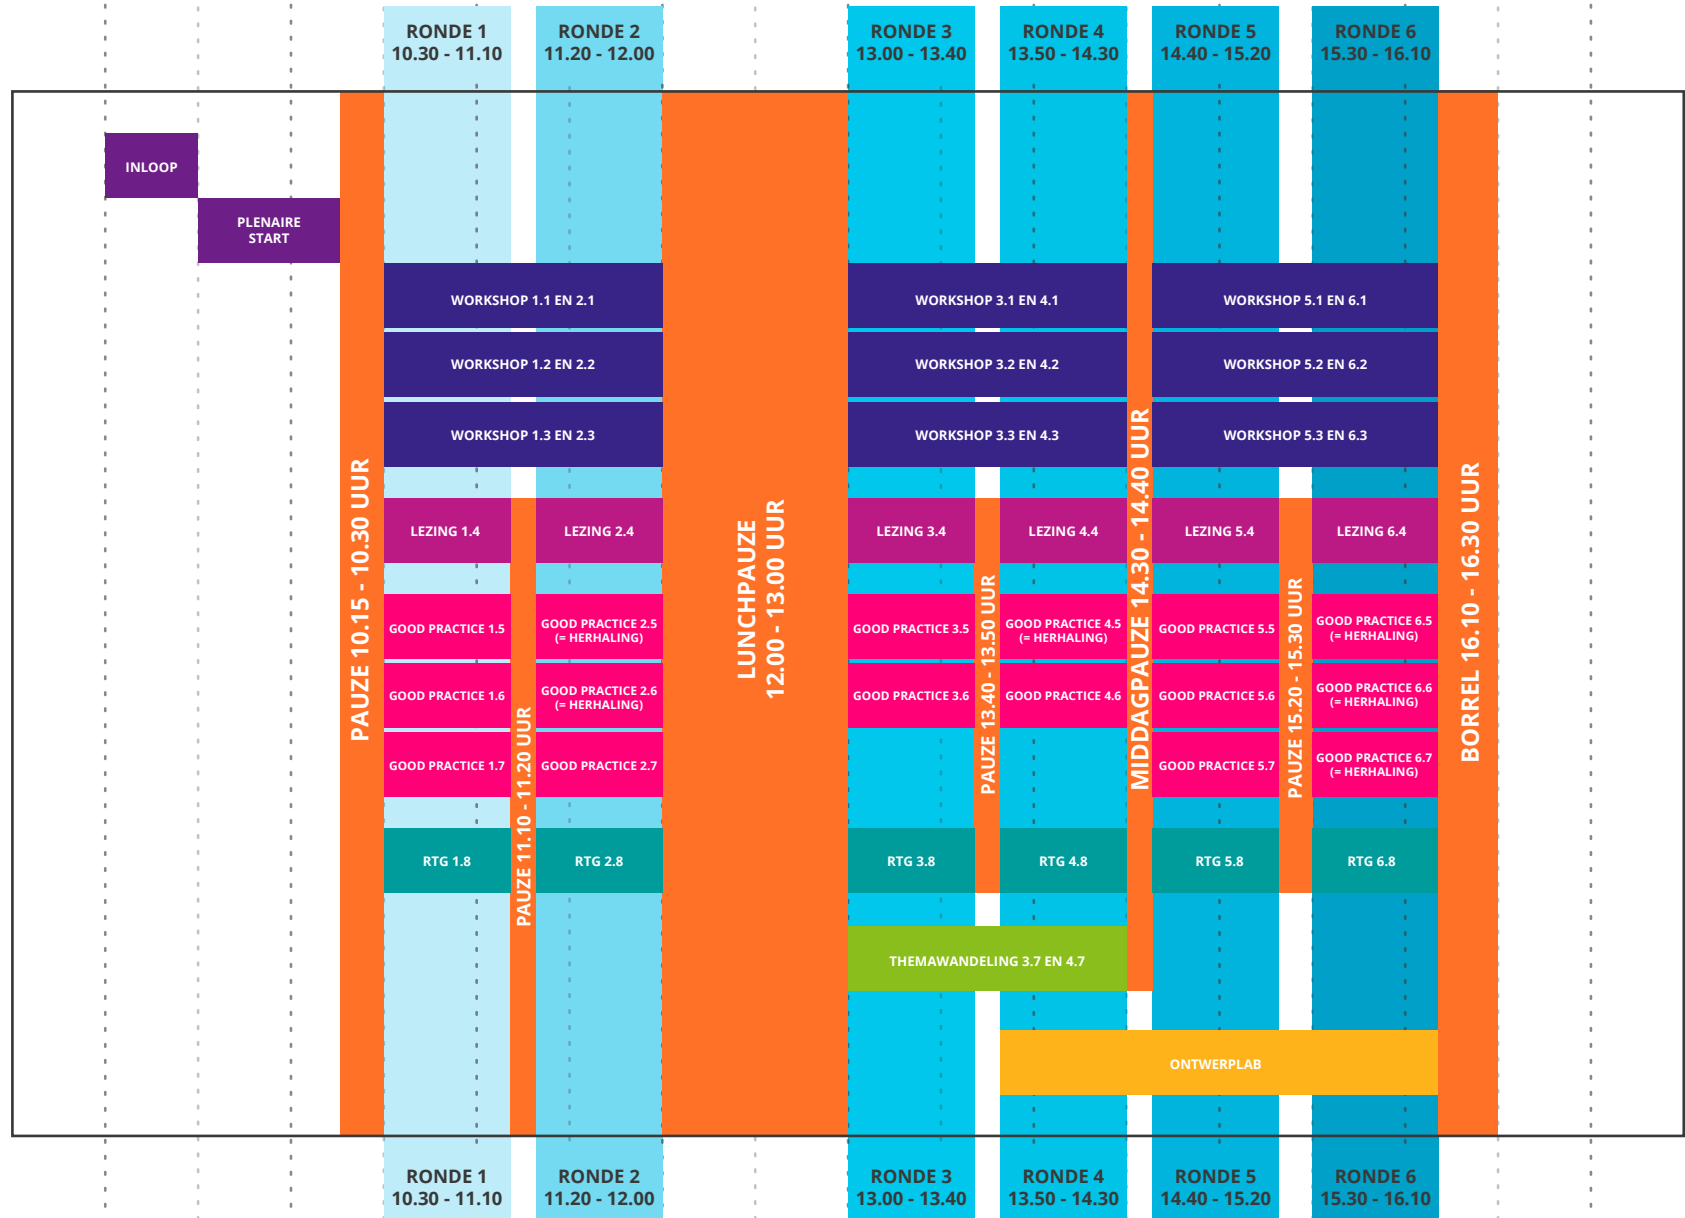 RONDE 1
10.30 - 11.10
RONDE 2
11.20 - 12.00
RONDE 3
13.00 - 13.40
RONDE 4
13.50 - 14.30
RONDE 5
14.40 - 15.20
RONDE 6
15.30 - 16.10
INLOOP
PLENAIRE
START
PAUZE 10.15 - 10.30 UUR
WORKSHOP 1.1 EN 2.1
WORKSHOP 1.2 EN 2.2
WORKSHOP 1.3 EN 2.3
LEZING 1.4
LEZING 2.4
GOOD PRACTICE 1.5
GOOD PRACTICE 2.5
(= HERHALING)
GOOD PRACTICE 1.6
GOOD PRACTICE 2.6
(= HERHALING)
GOOD PRACTICE 1.7
GOOD PRACTICE 2.7
RTG 1.8
RTG 2.8
PAUZE 11.10 - 11.20 UUR
LUNCHPAUZE
12.00 - 13.00 UUR
WORKSHOP 3.1 EN 4.1
WORKSHOP 3.2 EN 4.2
WORKSHOP 3.3 EN 4.3
LEZING 3.4
LEZING 4.4
GOOD PRACTICE 3.5
GOOD PRACTICE 4.5
(= HERHALING)
GOOD PRACTICE 3.6
GOOD PRACTICE 4.6
RTG 3.8
RTG 4.8
PAUZE 13.40 - 13.50 UUR
THEMAWANDELING 3.7 EN 4.7
MIDDAGPAUZE 14.30 - 14.40 UUR
WORKSHOP 5.1 EN 6.1
WORKSHOP 5.2 EN 6.2
WORKSHOP 5.3 EN 6.3
LEZING 5.4
LEZING 6.4
GOOD PRACTICE 5.5
GOOD PRACTICE 6.5
(= HERHALING)
GOOD PRACTICE 5.6
GOOD PRACTICE 6.6
(= HERHALING)
GOOD PRACTICE 5.7
GOOD PRACTICE 6.7
(= HERHALING)
RTG 5.8
RTG 6.8
PAUZE 15.20 - 15.30 UUR
ONTWERPLAB
BORREL 16.10 - 16.30 UUR
RONDE 1
10.30 - 11.10
RONDE 2
11.20 - 12.00
RONDE 3
13.00 - 13.40
RONDE 4
13.50 - 14.30
RONDE 5
14.40 - 15.20
RONDE 6
15.30 - 16.10